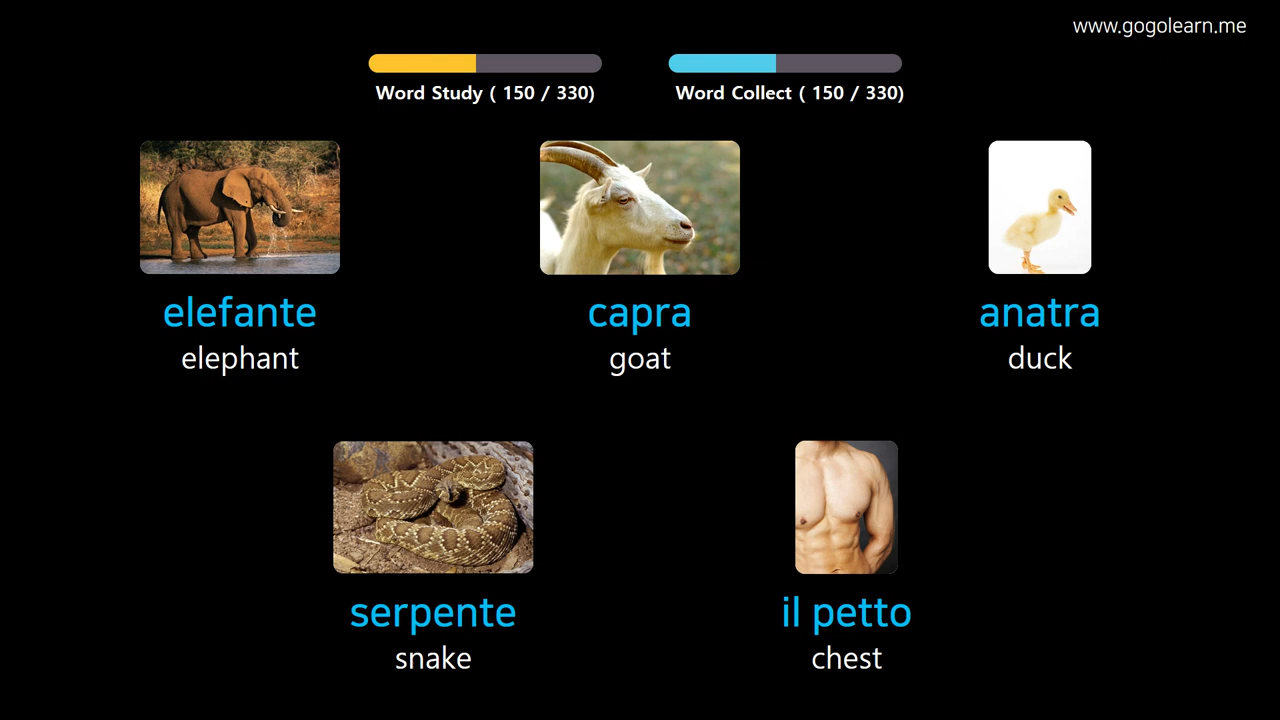 www.gogolearn.me
Word Study ( 150 / 330)
Word Collect ( 150 / 330)
elefante
elephant
capra
goat
anatra
duck
serpente
snake
il petto
chest